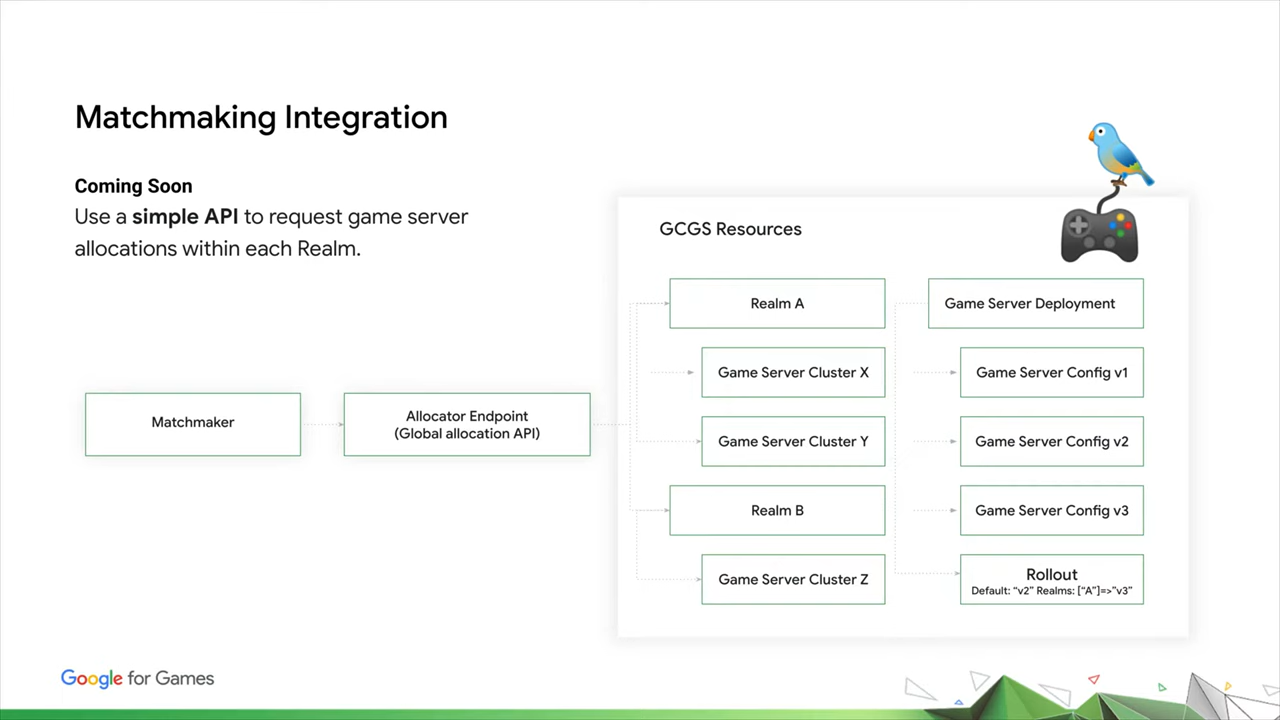 Matchmaking Integration
Coming Soon
Use a simple API to request game server
allocations within each Realm.
GCGS Resources
Matchmaker
Allocator Endpoint
(Global allocation API)
Realm A
Game Server Cluster X
Game Server Cluster Y
Realm B
Game Server Cluster Z
Game Server Deployment
Game Server Config v1
Game Server Config v2
Game Server Config v3
Rollout
Default: “v2” Realms: [“A”]=>”v3”
Google for Games